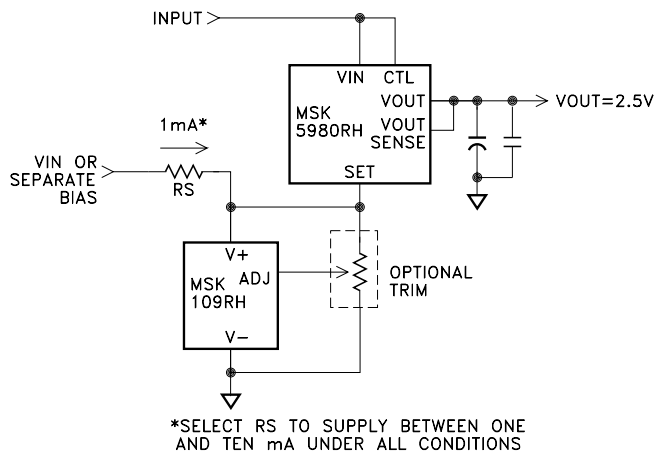 INPUT
VIN CTL
VOUT
MSK
5980RH
VOUT
SENSE
SET
VOUT=2.5V
1mA*
VIN OR
SEPARATE
BIAS
RS
V+
ADJ
MSK
109RH
V-
OPTIONAL
TRIM
*SELECT RS TO SUPPLY BETWEEN ONE
AND TEN mA UNDER ALL CONDITIONS